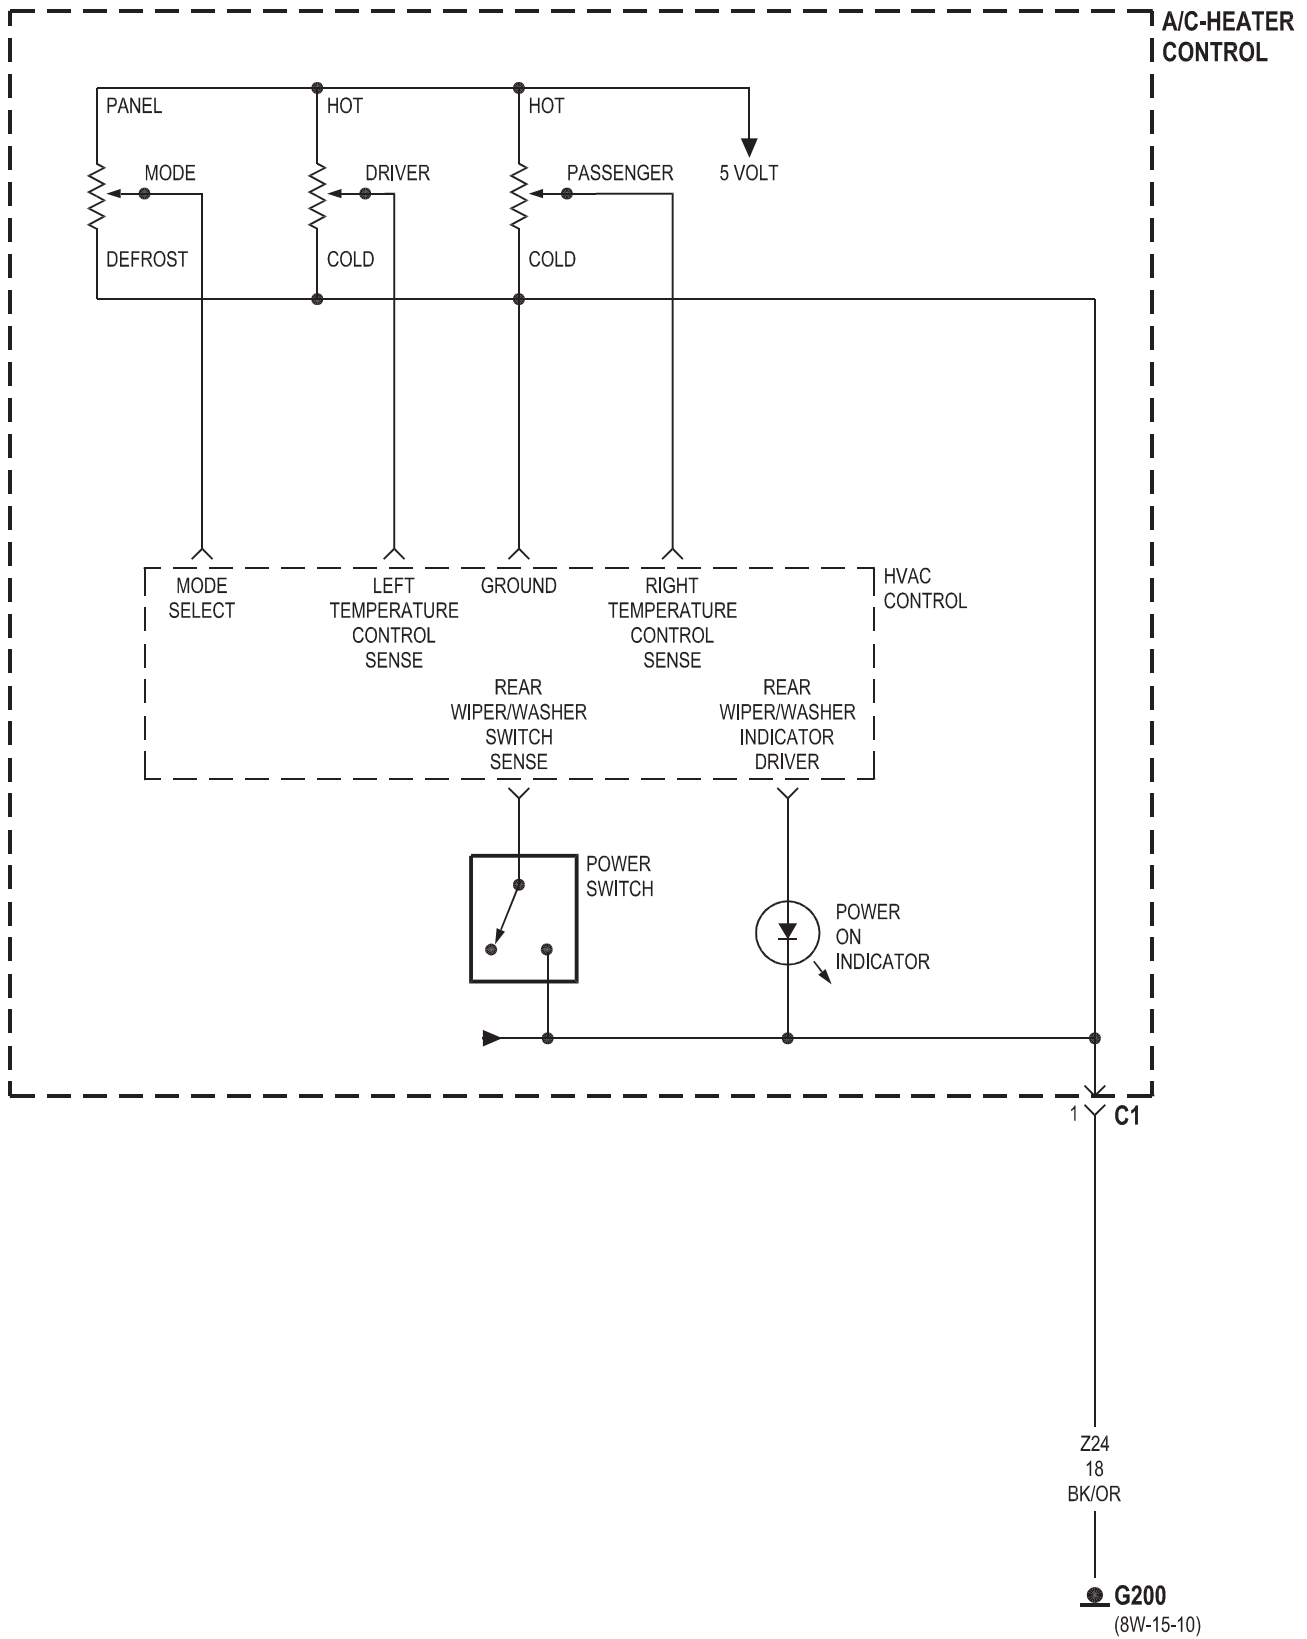 A/C-HEATER
CONTROL
PANEL
HOT
HOT
MODE
DRIVER
PASSENGER
5 VOLT
DEFROST
COLD
COLD
MODE
SELECT
LEFT
TEMPERATURE
CONTROL
SENSE
GROUND
RIGHT
TEMPERATURE
CONTROL
SENSE
HVAC
CONTROL
REAR
WIPER/WASHER
SWITCH
SENSE
REAR
WIPER/WASHER
INDICATOR
DRIVER
POWER
SWITCH
POWER
ON
INDICATOR
1
C1
Z24
18
BK/OR
G200
(8W-15-10)